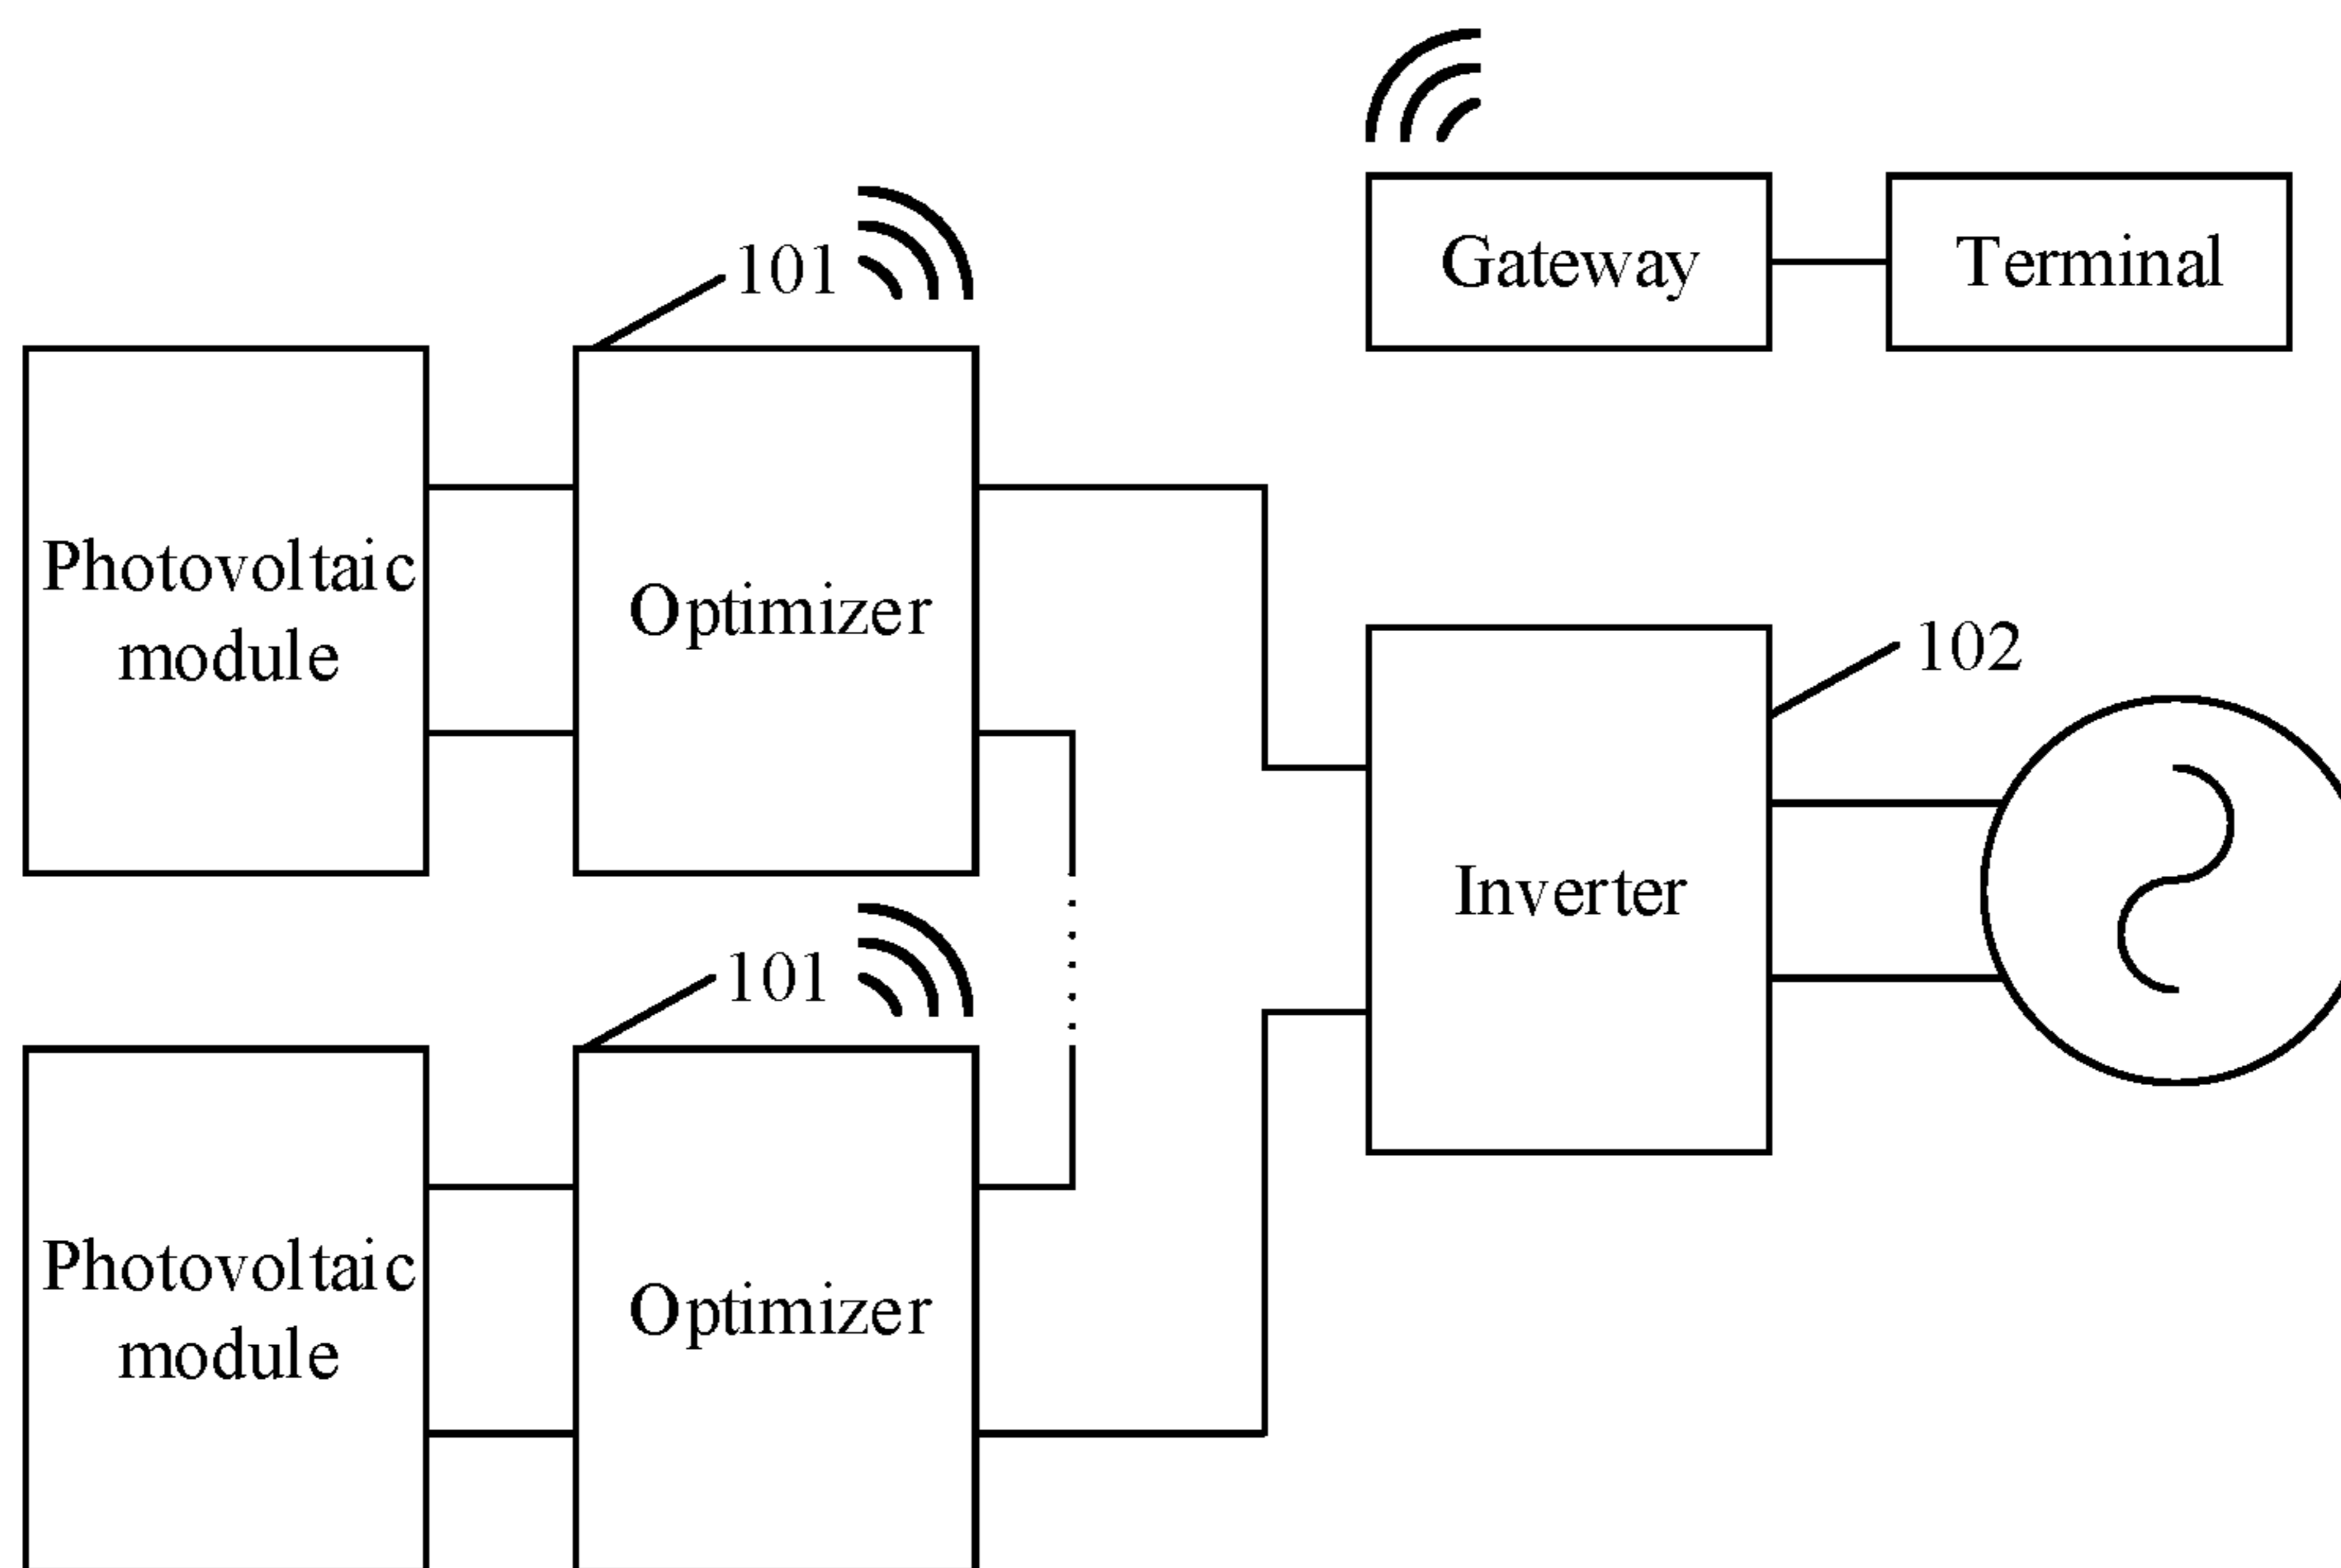 Gateway
Terminal
101
Photovoltaic
module
Optimizer
102
Inverter
101
Photovoltaic
module
Optimizer